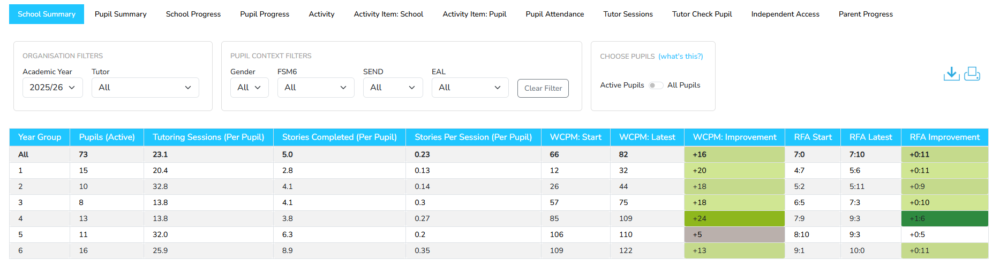 School Summary Pupil Summary School Progress Pupil Progress Activity Activity Item: School Activity Item: Pupil Pupil Attendance Tutor Sessions Tutor Check Pupil Independent Access Parent Progress
ORGANISATION FILTERS
Academic Year Tutor
2025/26 All
PUPIL CONTEXT FILTERS
Gender FSM6 SEND EAL
All All All All Clear Filter
CHOOSE PUPILS (what's this?)
Active Pupils All Pupils
Year Group Pupils (Active) Tutoring Sessions (Per Pupil) Stories Completed (Per Pupil) Stories Per Session (Per Pupil) WCPM: Start WCPM: Latest WCPM: Improvement RFA Start RFA Latest RFA Improvement
All 73 23.1 5.0 0.23 66 82 +16 7:0 7:10 +0:11
1 15 20.4 2.8 0.13 12 32 +20 4:7 5:6 +0:11
2 10 32.8 4.1 0.14 26 44 +18 5:2 5:11 +0:9
3 8 13.8 4.1 0.3 57 75 +18 6:5 7:3 +0:10
4 13 13.8 3.8 0.27 85 109 +24 7:9 9:3 +1:6
5 11 32.0 6.3 0.2 106 110 +5 8:10 9:3 +0:5
6 16 25.9 8.9 0.35 109 122 +13 9:1 10:0 +0:11